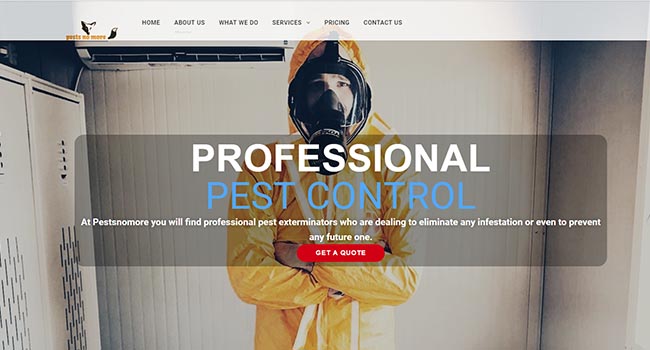 HOME ABOUT US WHAT WE DO SERVICES PRICING CONTACT US
pests no more
PROFESSIONAL
PEST CONTROL
At Pestsnomore you will find professional pest exterminators who are dealing to eliminate any infestation or even to prevent
any future one.
GET A QUOTE